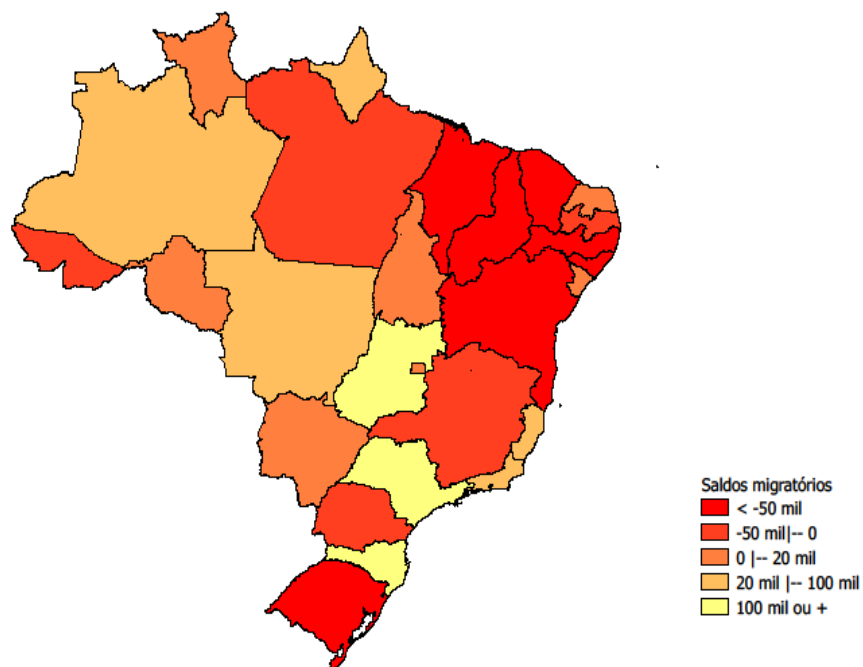 Saldos migratórios
< -50 mil
-50 mil|-- 0
0 |-- 20 mil
20 mil |-- 100 mil
100 mil ou +